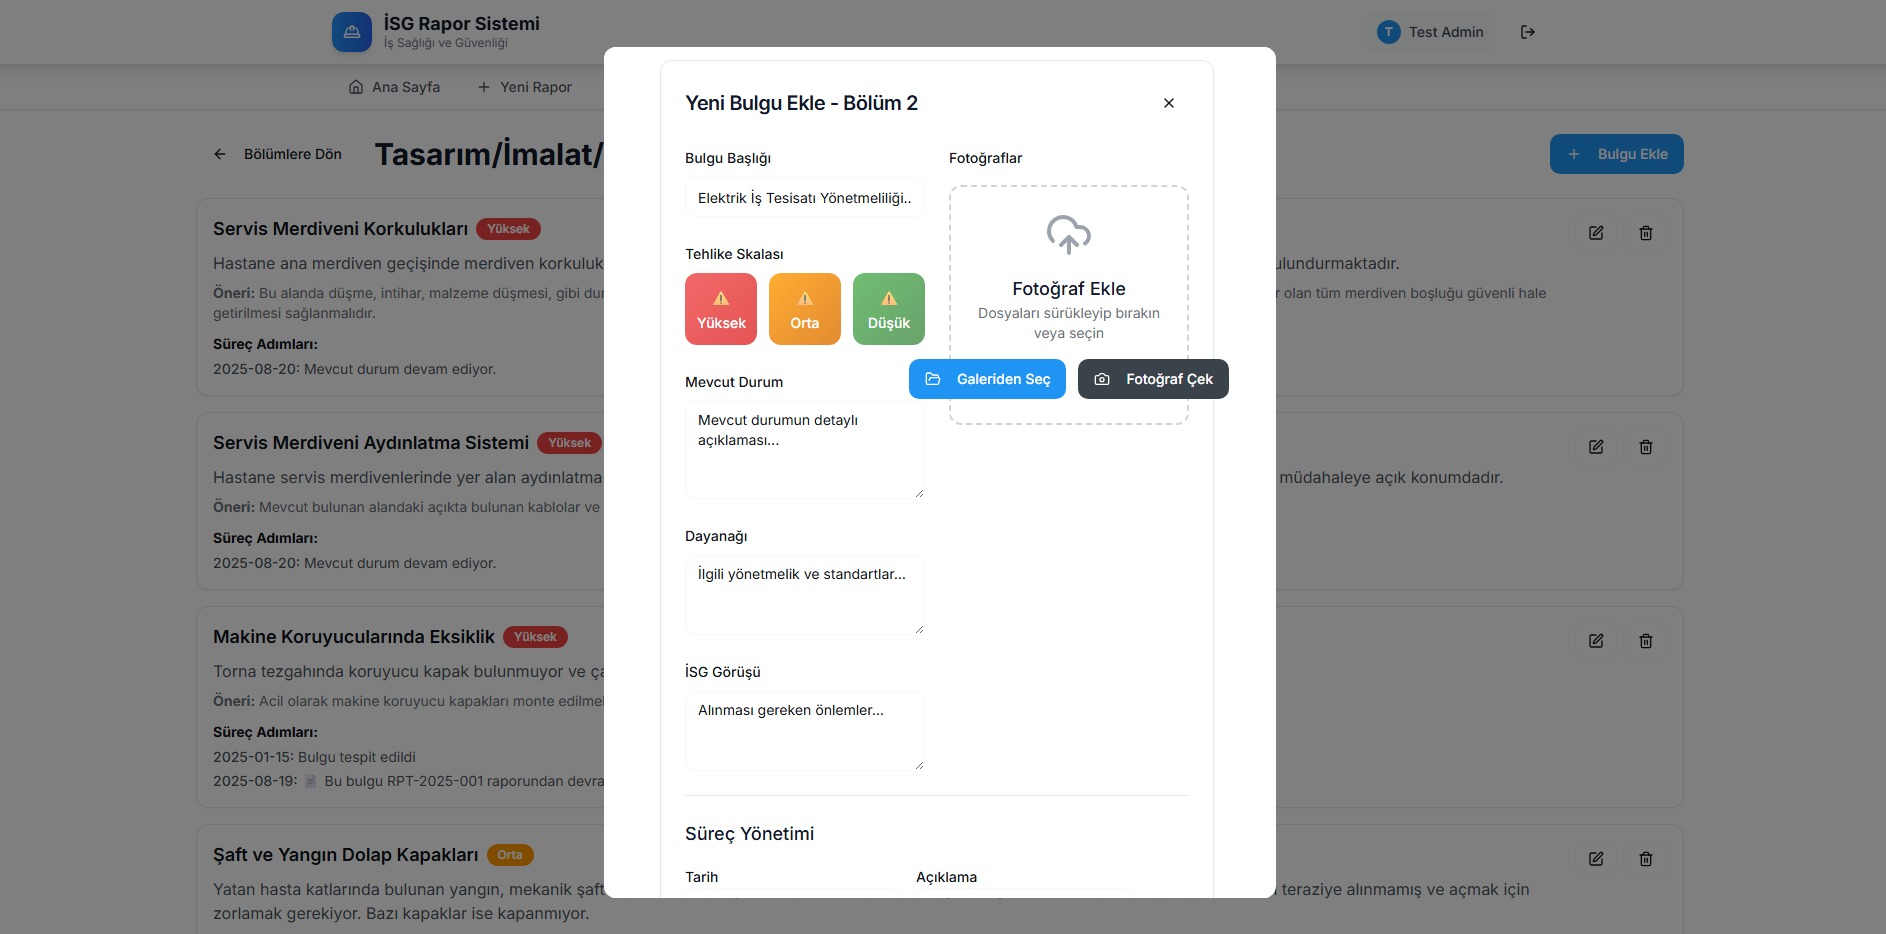 İSG Rapor Sistemi
İş Sağlığı ve Güvenliği
T
Test Admin
Ana Sayfa
Yeni Rapor
Bölümlere Dön
Tasarım/İmalat/
Bulgu Ekle
Servis Merdiveni Korkulukları
Yüksek
Hastane ana merdiven geçişinde merdiven korkuluk
ulundurmaktadır.
Öneri: Bu alanda düşme, intihar, malzeme düşmesi, gibi dur
r olan tüm merdiven boşluğu güvenli hale
getirilmesi sağlanmalıdır.
Süreç Adımları:
2025-08-20: Mevcut durum devam ediyor.
Servis Merdiveni Aydınlatma Sistemi
Yüksek
Hastane servis merdivenlerinde yer alan aydınlatma
müdahaleye açık konumdadır.
Öneri: Mevcut bulunan alandaki açıkta bulunan kablolar ve
Süreç Adımları:
2025-08-20: Mevcut durum devam ediyor.
Makine Koruyucularında Eksiklik
Yüksek
Torna tezgahında koruyucu kapak bulunmuyor ve ça
Öneri: Acil olarak makine koruyucu kapakları monte edilmel
Süreç Adımları:
2025-01-15: Bulgu tespit edildi
2025-08-19: Bu bulgu RPT-2025-001 raporundan devra
Şaft ve Yangın Dolap Kapakları
Orta
Yatan hasta katlarında bulunan yangın, mekanik şaft
teraziye alınmamış ve açmak için
zorlamak gerekiyor. Bazı kapaklar ise kapanmıyor.
Yeni Bulgu Ekle - Bölüm 2
Bulgu Başlığı
Elektrik İş Tesisatı Yönetmeliliği..
Tehlike Skalası
Yüksek
Orta
Düşük
Mevcut Durum
Mevcut durumun detaylı
açıklaması...
Dayanağı
İlgili yönetmelik ve standartlar...
İSG Görüşü
Alınması gereken önlemler...
Fotoğraflar
Fotoğraf Ekle
Dosyaları sürükleyip bırakın
veya seçin
Galeriden Seç
Fotoğraf Çek
Süreç Yönetimi
Tarih
Açıklama